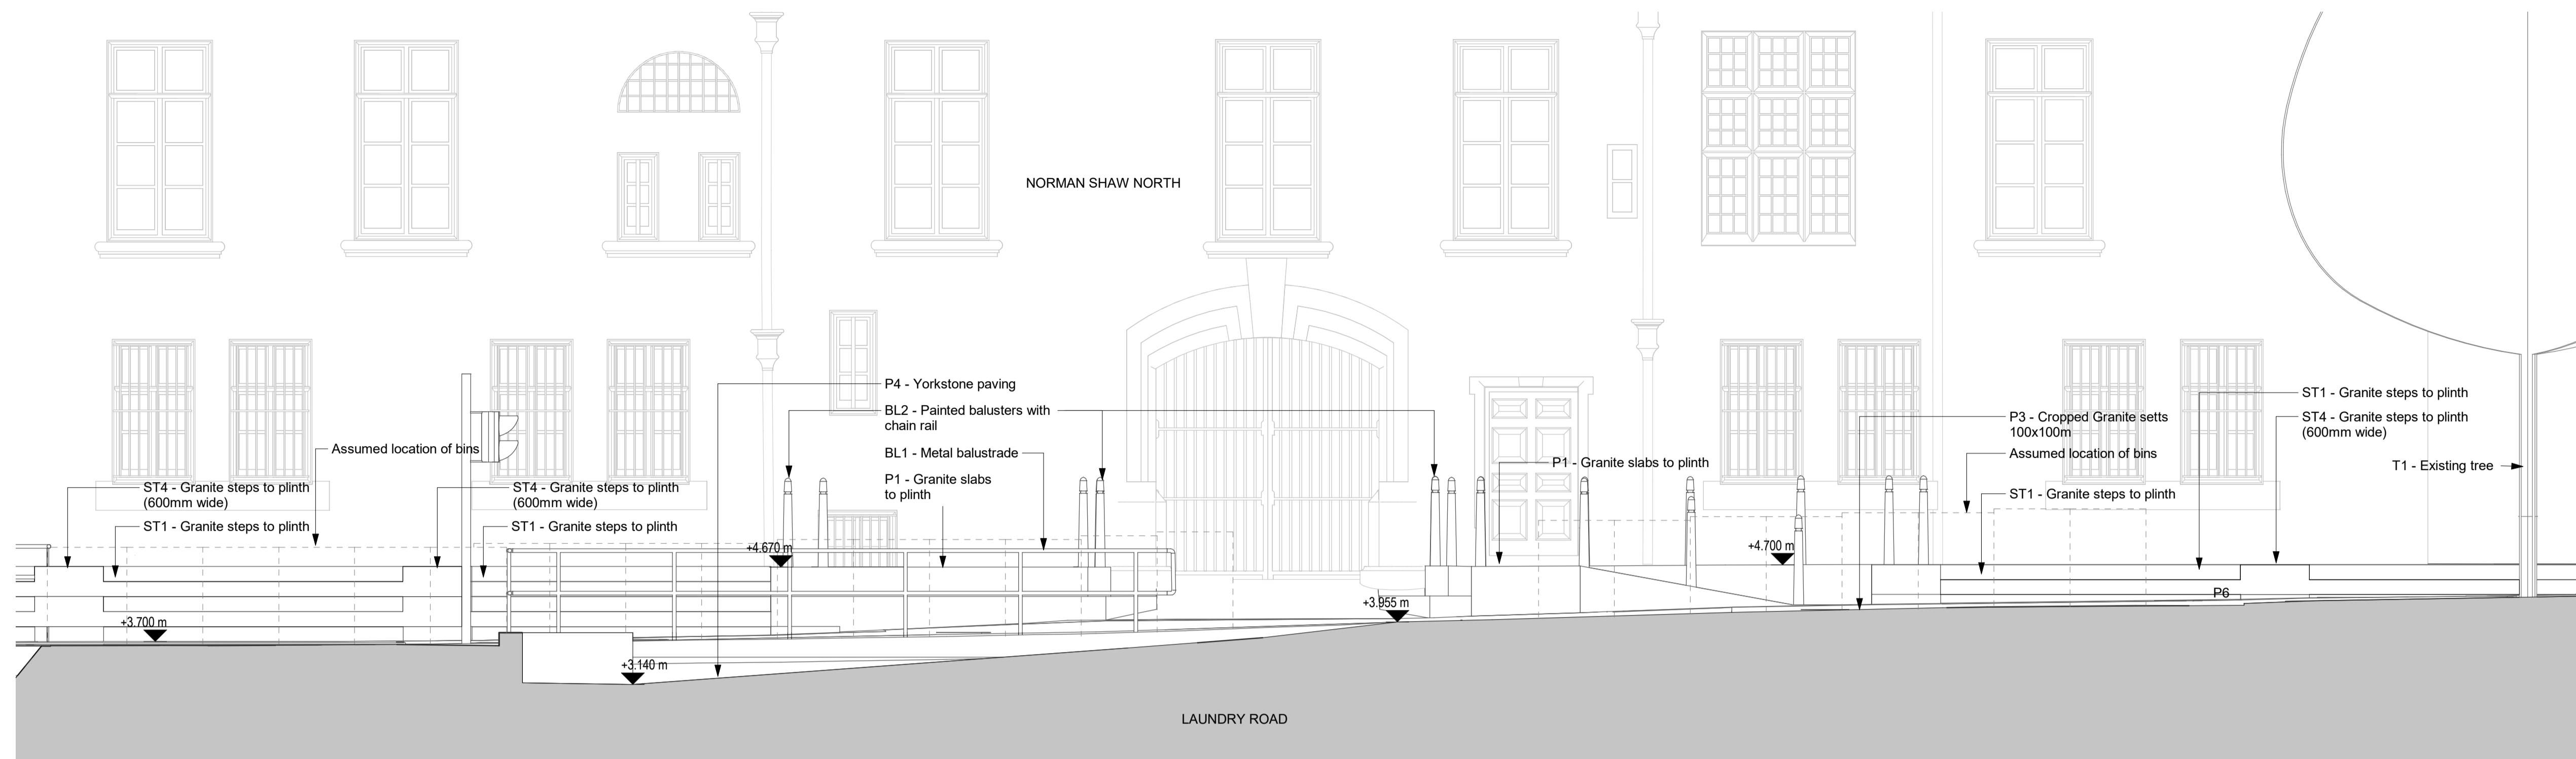 NORMAN SHAW NORTH
P4 - Yorkstone paving
BL2 - Painted balusters with
chain rail
BL1 - Metal balustrade
P1 - Granite slabs
to plinth
Assumed location of bins
ST4 - Granite steps to plinth
(600mm wide)
ST1 - Granite steps to plinth
ST4 - Granite steps to plinth
(600mm wide)
ST1 - Granite steps to plinth
P1 - Granite slabs to plinth
P3 - Cropped Granite setts
100x100m
Assumed location of bins
ST1 - Granite steps to plinth
ST1 - Granite steps to plinth
ST4 - Granite steps to plinth
(600mm wide)
T1 - Existing tree
+4.670 m
+4.700 m
+3.955 m
P6
+3.700 m
+3.140 m
LAUNDRY ROAD